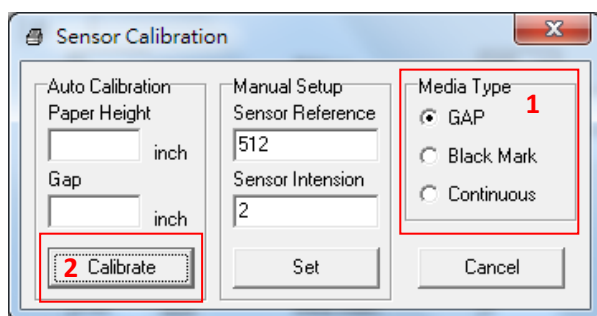 Sensor Calibration
Auto Calibration
Paper Height
inch
Gap
inch
2 Calibrate
Manual Setup
Sensor Reference
512
Sensor Intension
2
Set
Media Type
1
GAP
Black Mark
Continuous
Cancel